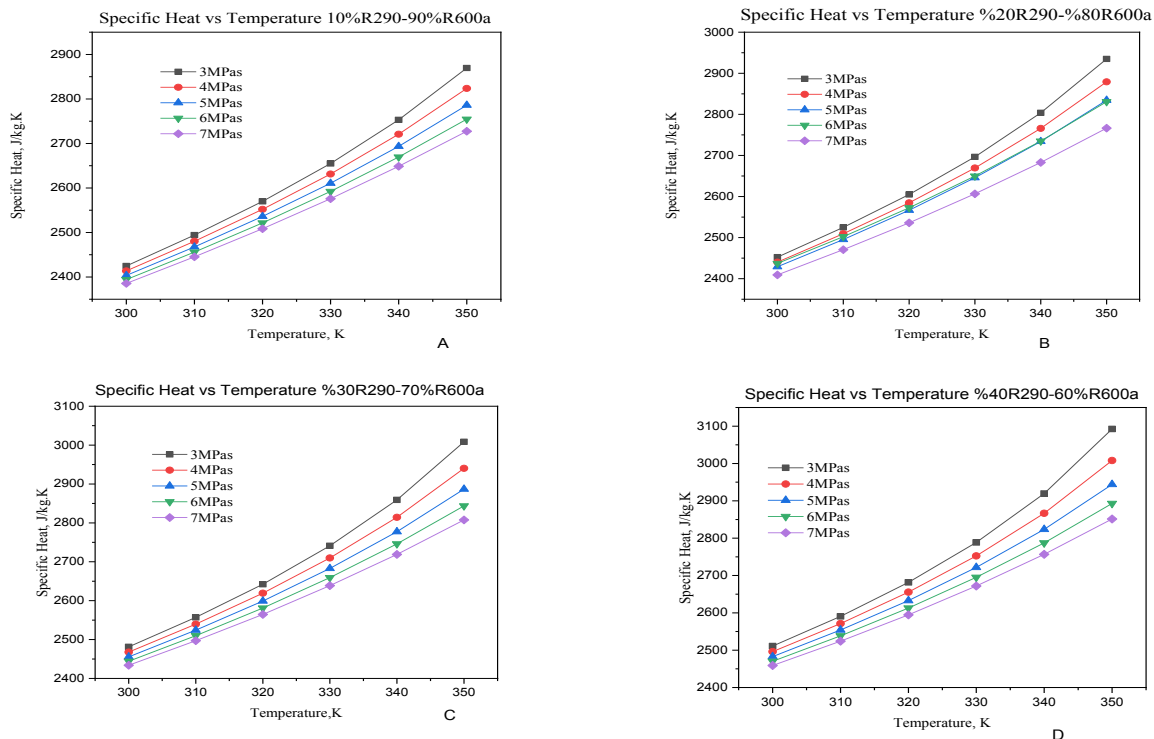 Specific Heat vs Temperature 10%R290-90%R600a
2900
2800
2700
2600
2500
2400
Specific Heat, J/kg.K
3MPas
4MPas
5MPas
6MPas
7MPas
300 310 320 330 340 350
Temperature, K
A
Specific Heat vs Temperature %20R290-%80R600a
3000
2900
2800
2700
2600
2500
2400
Specific Heat, J/kg.K
3MPas
4MPas
5MPas
6MPas
7MPas
300 310 320 330 340 350
Temperature, K
B
Specific Heat vs Temperature %30R290-70%R600a
3100
3000
2900
2800
2700
2600
2500
2400
Specific Heat, J/kg.K
3MPas
4MPas
5MPas
6MPas
7MPas
300 310 320 330 340 350
Temperature,K
C
Specific Heat vs Temperature %40R290-60%R600a
3100
3000
2900
2800
2700
2600
2500
2400
Specific Heat, J/kg.K
3MPas
4MPas
5MPas
6MPas
7MPas
300 310 320 330 340 350
Temperature, K
D